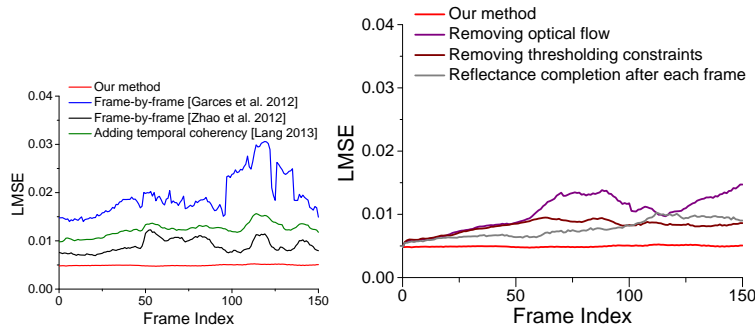 Our method
Frame-by-frame [Garces et al. 2012]
Frame-by-frame [Zhao et al. 2012]
Adding temporal coherency [Lang 2013]
0.04
0.03
0.02
0.01
0.00
LMSE
0
50
100
150
Frame Index
Our method
Removing optical flow
Removing thresholding constraints
Reflectance completion after each frame
0.04
0.03
0.02
0.01
0.00
LMSE
0
50
100
150
Frame Index